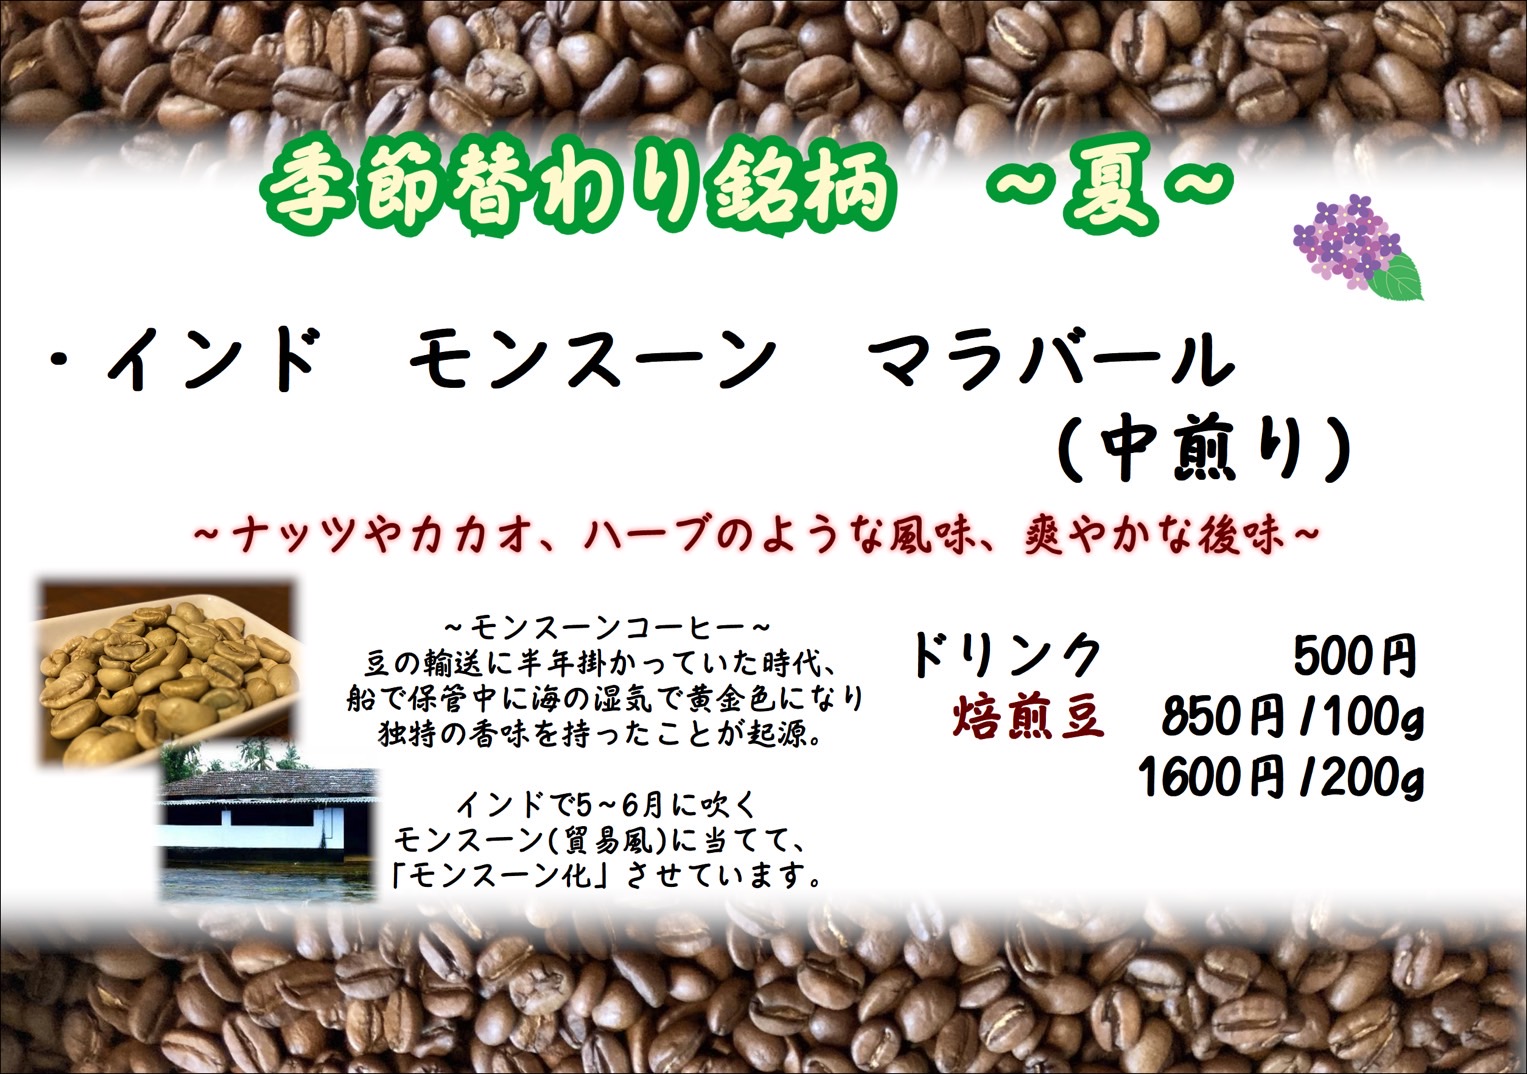 季節替わり銘柄　～夏～
・インド　モンスーン　マラバール
(中煎り)
～ナッツやカカオ、ハーブのような風味、爽やかな後味～
～モンスーンコーヒー～
豆の輸送に半年掛かっていた時代、
船で保管中に海の湿気で黄金色になり
独特の香味を持ったことが起源。
インドで5～6月に吹く
モンスーン(貿易風)に当てて、
「モンスーン化」させています。
ドリンク　500円
焙煎豆　850円/100g
1600円/200g